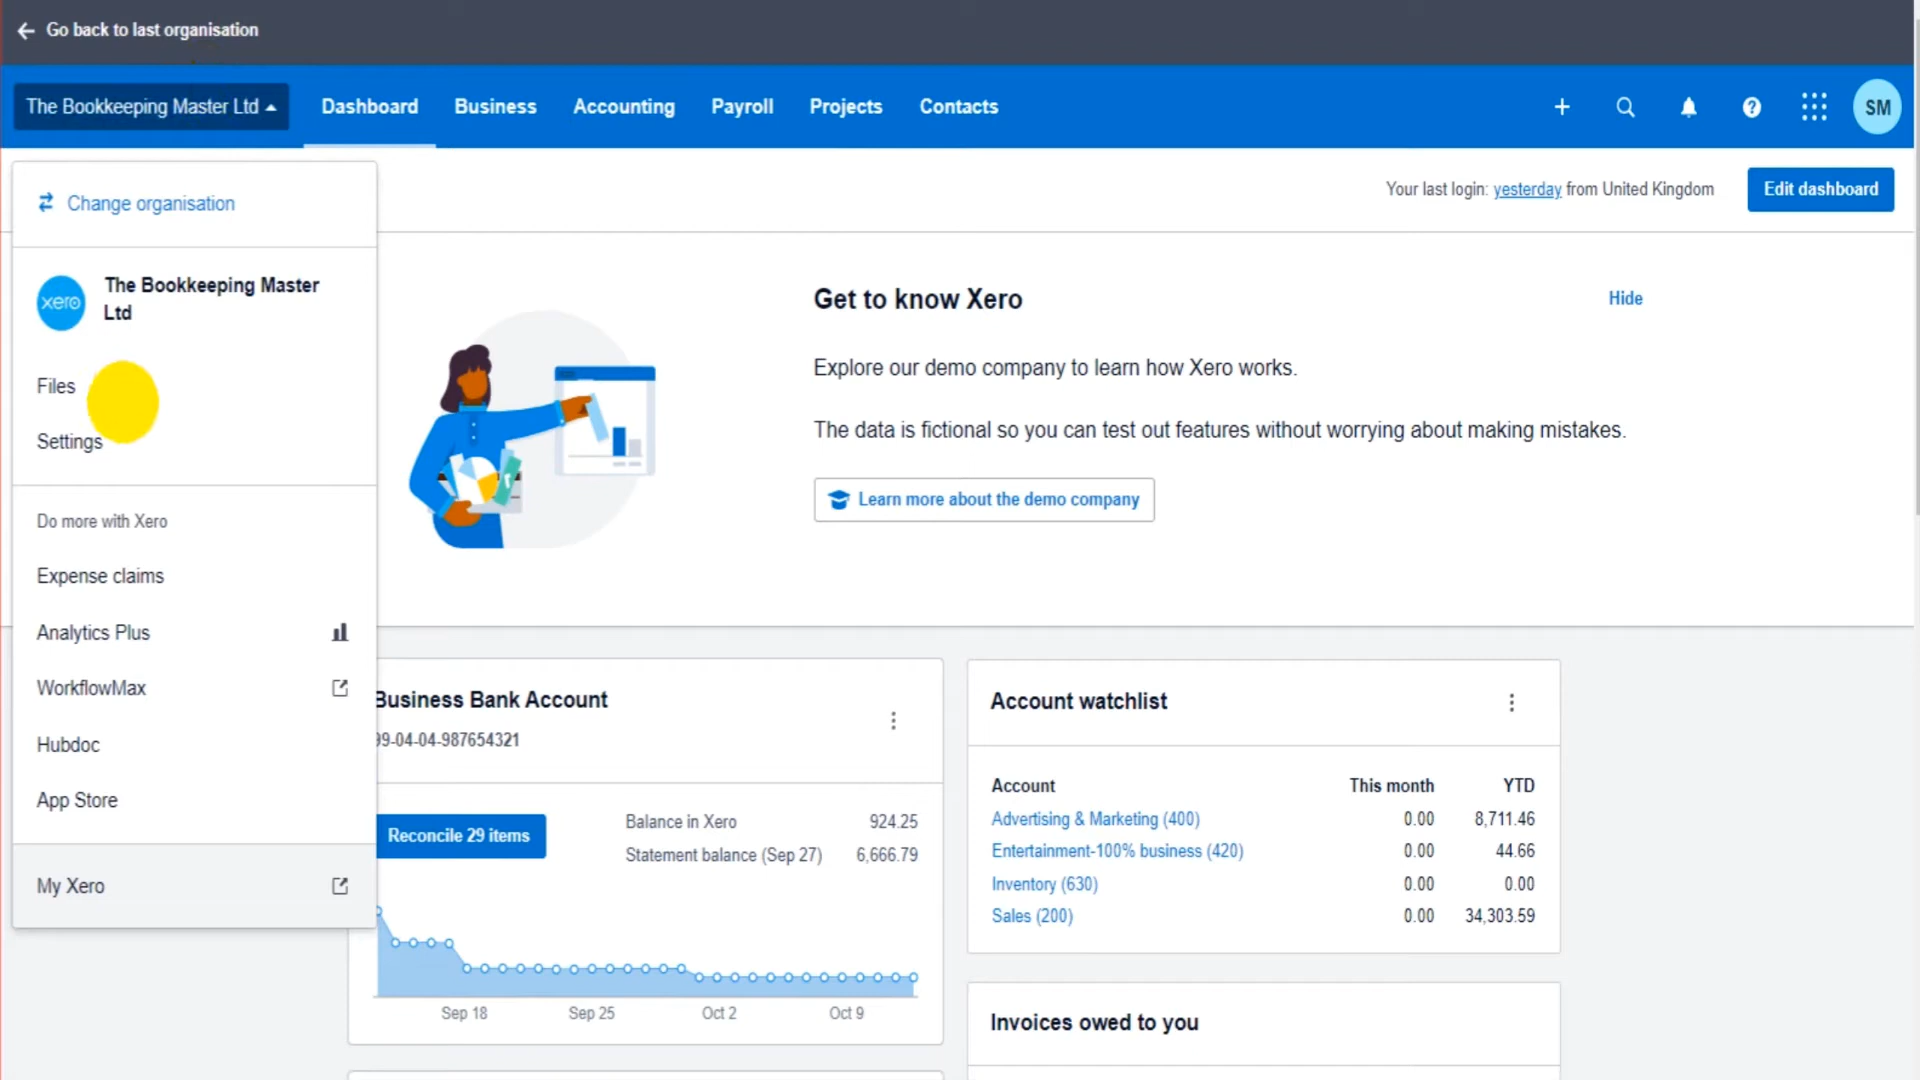 Go back to last organisation
The Bookkeeping Master Ltd
Dashboard
Business
Accounting
Payroll
Projects
Contacts
SM
Change organisation
Your last login: yesterday from United Kingdom
Edit dashboard
xero
The Bookkeeping Master
Ltd
Files
Settings
Do more with Xero
Expense claims
Analytics Plus
WorkflowMax
Hubdoc
App Store
My Xero
Get to know Xero
Hide
Explore our demo company to learn how Xero works.
The data is fictional so you can test out features without worrying about making mistakes.
Learn more about the demo company
Business Bank Account
99-04-04-987654321
Reconcile 29 items
Balance in Xero 924.25
Statement balance (Sep 27) 6,666.79
Sep 18 Sep 25 Oct 2 Oct 9
Account watchlist
Account This month YTD
Advertising & Marketing (400) 0.00 8,711.46
Entertainment-100% business (420) 0.00 44.66
Inventory (630) 0.00 0.00
Sales (200) 0.00 34,303.59
Invoices owed to you